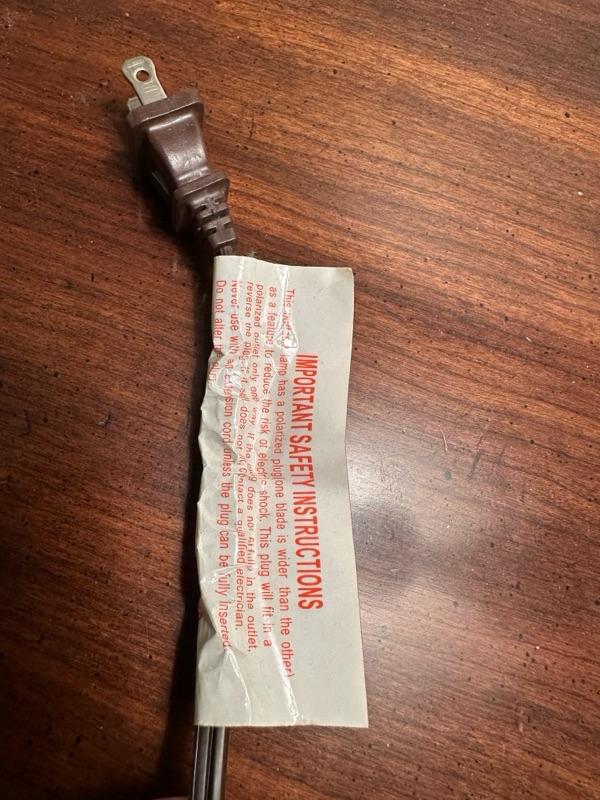 IMPORTANT SAFETY INSTRUCTIONS
This lamp has a polarized plug(one blade is wider than the other)
as a feature to reduce the risk of electric shock. This plug will fit in a
polarized outlet only one way. If the plug does not fit fully in the outlet,
reverse the plug. If it still does not fit, contact a qualified electrician.
Never use with an extension cord unless the plug can be fully inserted.
Do not alter the plug.